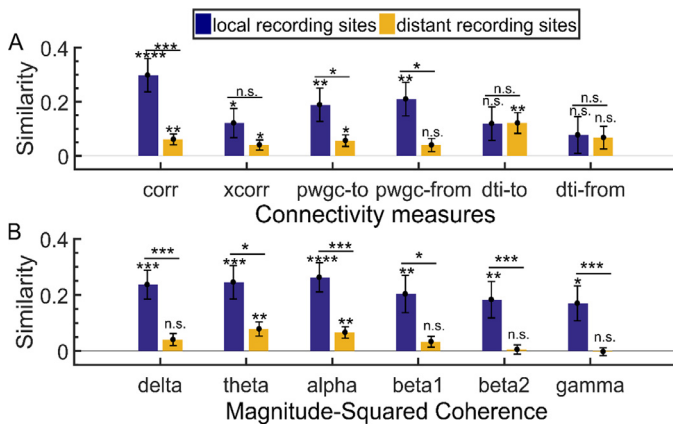 local recording sites distant recording sites
A
Similarity
0.4
0.2
0
*** n.s. * * n.s. n.s.
**** ** * * ** * ** n.s. n.s. ** n.s. n.s.
corr xcorr pwgc-to pwgc-from dti-to dti-from
Connectivity measures
B
Similarity
0.4
0.2
0
*** * *** * *** ***
*** n.s. *** ** **** ** ** n.s. ** n.s. * n.s.
delta theta alpha beta1 beta2 gamma
Magnitude-Squared Coherence